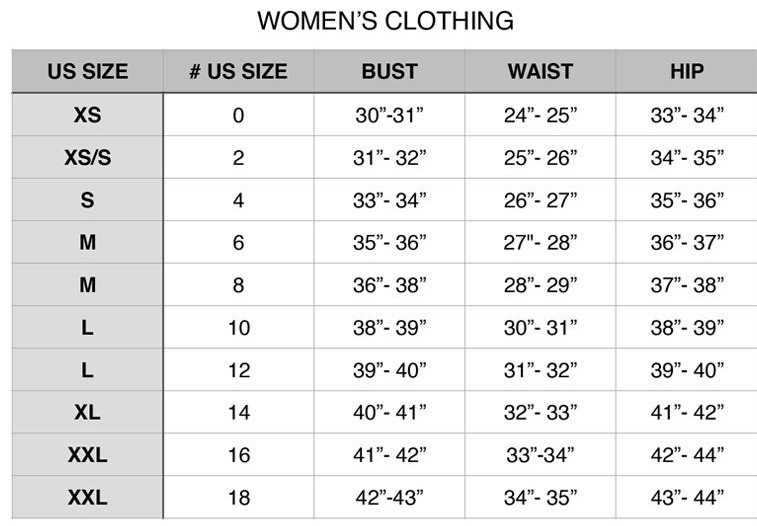 WOMEN’S CLOTHING
US SIZE # US SIZE BUST WAIST HIP
XS 0 30”-31” 24”- 25” 33”- 34”
XS/S 2 31”- 32” 25”- 26” 34”- 35”
S 4 33”- 34” 26”- 27” 35”- 36”
M 6 35”- 36” 27"- 28” 36”- 37”
M 8 36”- 38” 28”- 29” 37”- 38”
L 10 38”- 39” 30”- 31” 38”- 39”
L 12 39”- 40” 31”- 32” 39”- 40”
XL 14 40”- 41” 32”- 33” 41”- 42”
XXL 16 41”- 42” 33”-34” 42”- 44”
XXL 18 42”-43” 34”- 35” 43”- 44”